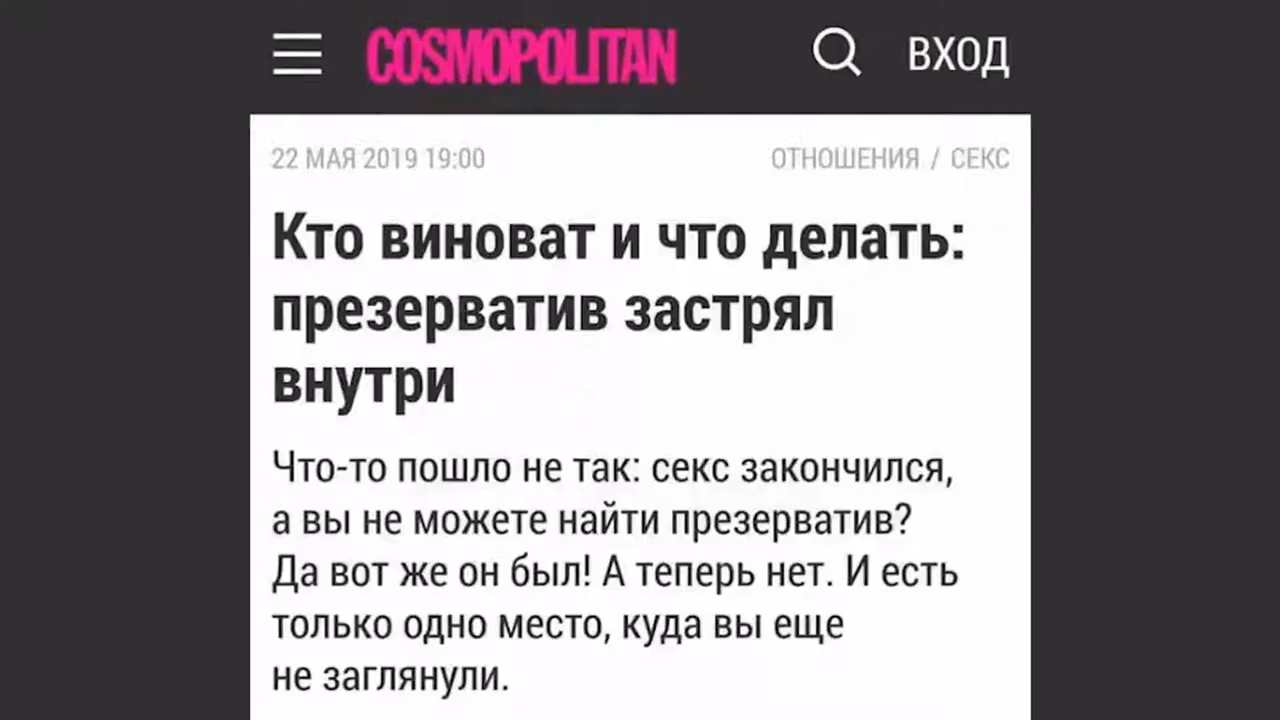 COSMOPOLITAN ВХОД
22 МАЯ 2019 19:00 ОТНОШЕНИЯ / СЕКС
Кто виноват и что делать:
презерватив застрял
внутри
Что-то пошло не так: секс закончился,
а вы не можете найти презерватив?
Да вот же он был! А теперь нет. И есть
только одно место, куда вы еще
не заглянули.